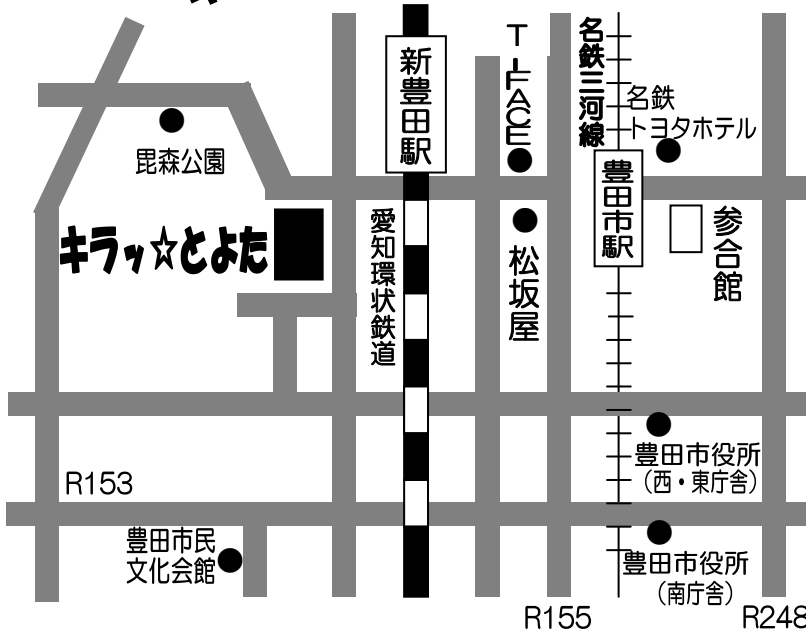 新豊田駅
T-FACE
名鉄三河線
名鉄
トヨタホテル
毘森公園
豊田市駅
参合館
キラッ☆とよた
愛知環状鉄道
松坂屋
豊田市役所
（西・東庁舎）
R153
豊田市民
文化会館
豊田市役所
（南庁舎）
R155
R248